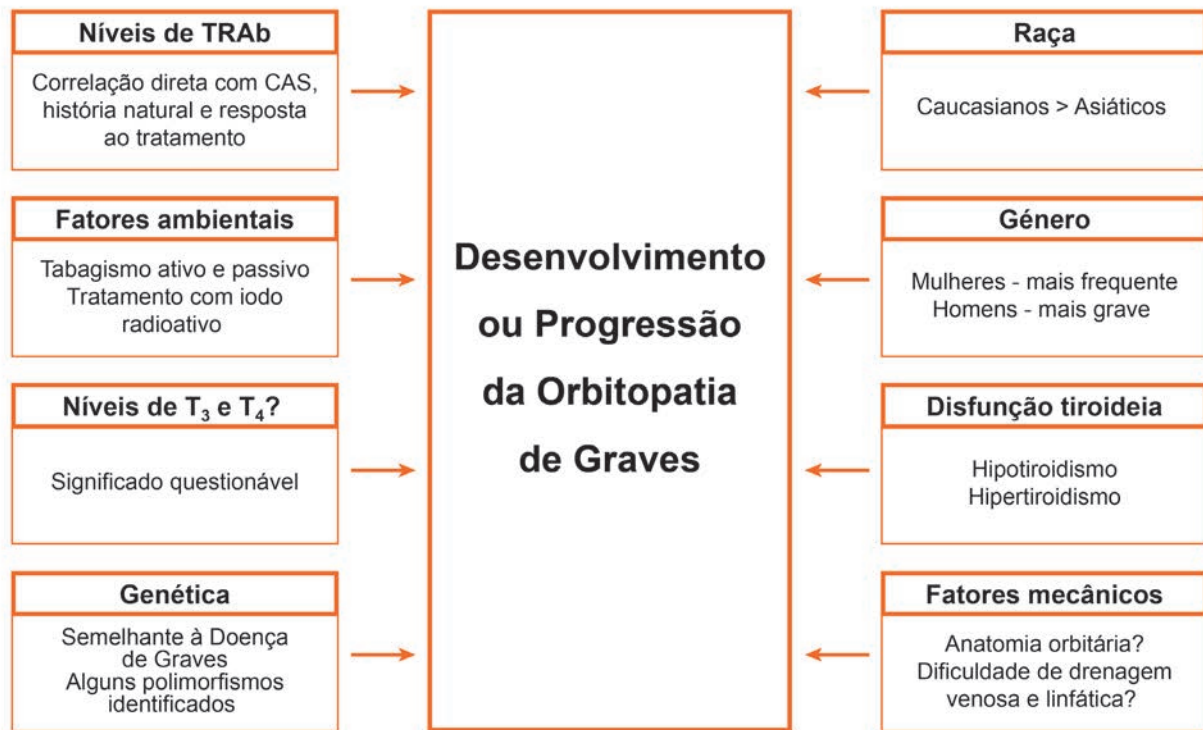 Níveis de TRAb
Correlação direta com CAS,
história natural e resposta
ao tratamento
Fatores ambientais
Tabagismo ativo e passivo
Tratamento com iodo
radioativo
Níveis de T₃ e T₄?
Significado questionável
Genética
Semelhante à Doença
de Graves
Alguns polimorfismos
identificados
Desenvolvimento
ou Progressão
da Orbitopatia
de Graves
Raça
Caucasianos > Asiáticos
Género
Mulheres - mais frequente
Homens - mais grave
Disfunção tiroideia
Hipotiroidismo
Hipertiroidismo
Fatores mecânicos
Anatomia orbitária?
Dificuldade de drenagem
venosa e linfática?